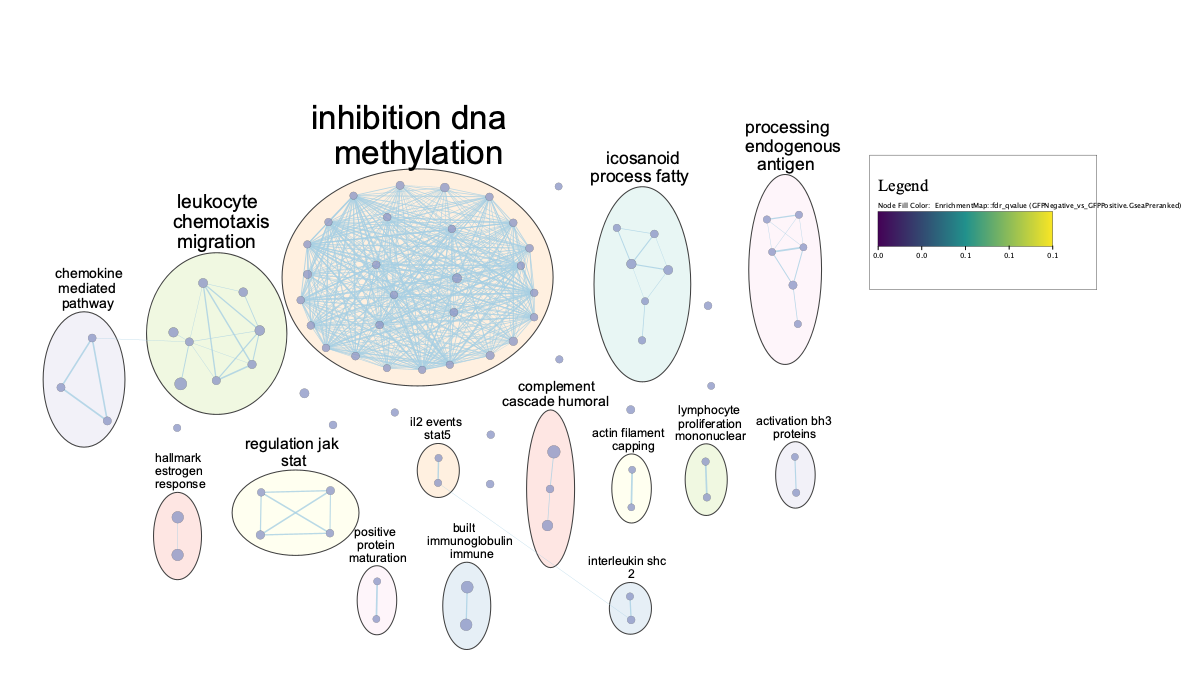 inhibition dna
methylation
processing
endogenous
antigen
icosanoid
process fatty
leukocyte
chemotaxis
migration
chemokine
mediated
pathway
Legend
Node Fill Color: EnrichmentMap::fdr_qvalue (GFPNegative_vs_GFPPositive.GseaPreranked)
0.0 0.0 0.1 0.1 0.1
complement
cascade humoral
il2 events
stat5
actin filament
capping
lymphocyte
proliferation
mononuclear
activation bh3
proteins
regulation jak
stat
hallmark
estrogen
response
positive
protein
maturation
built
immunoglobulin
immune
interleukin shc
2